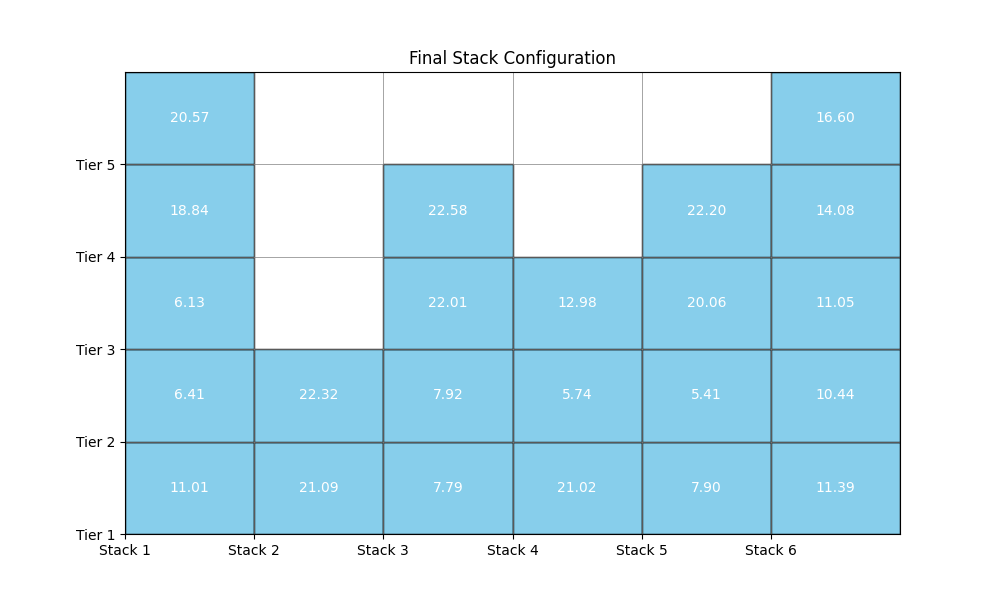 Final Stack Configuration
20.57 16.60
Tier 5
18.84 22.58 22.20 14.08
Tier 4
6.13 22.01 12.98 20.06 11.05
Tier 3
6.41 22.32 7.92 5.74 5.41 10.44
Tier 2
11.01 21.09 7.79 21.02 7.90 11.39
Tier 1
Stack 1 Stack 2 Stack 3 Stack 4 Stack 5 Stack 6